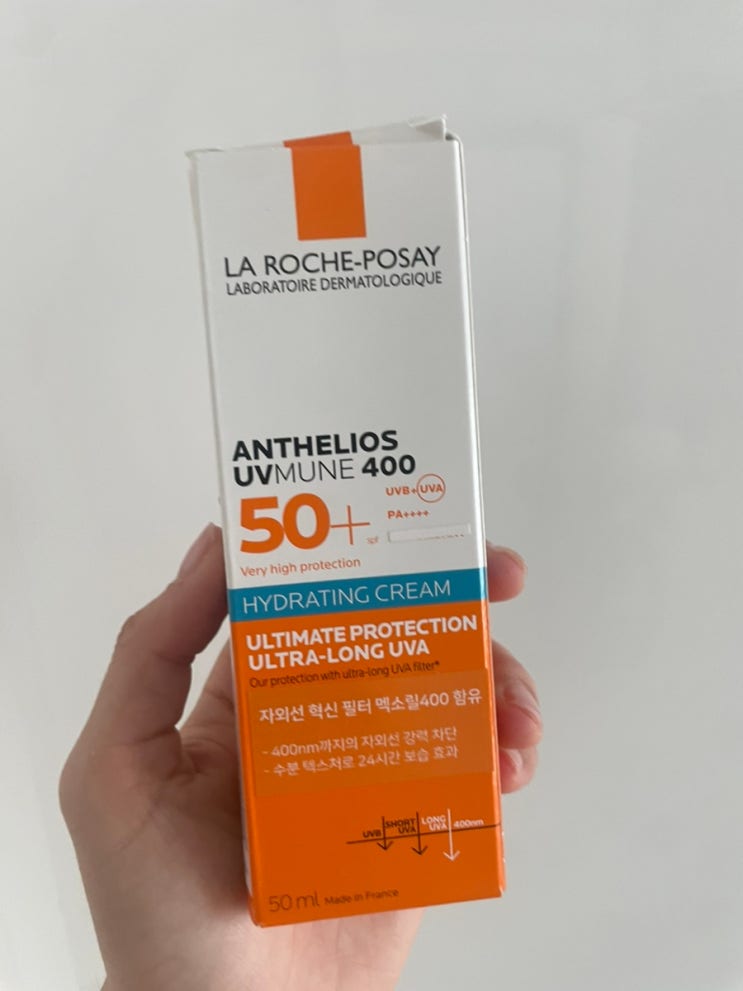 LA ROCHE-POSAY
LABORATOIRE DERMATOLOGIQUE
ANTHELIOS
UVMUNE 400
50+
spf
UVB+UVA
PA++++
Very high protection
HYDRATING CREAM
ULTIMATE PROTECTION
ULTRA-LONG UVA
Our protection with ultra-long UVA filter*
자외선 혁신 필터 멕소릴400 함유
- 400nm까지의 자외선 강력 차단
- 수분 텍스처로 24시간 보습 효과
UVB SHORT UVA LONG UVA 400nm
50 ml Made in France